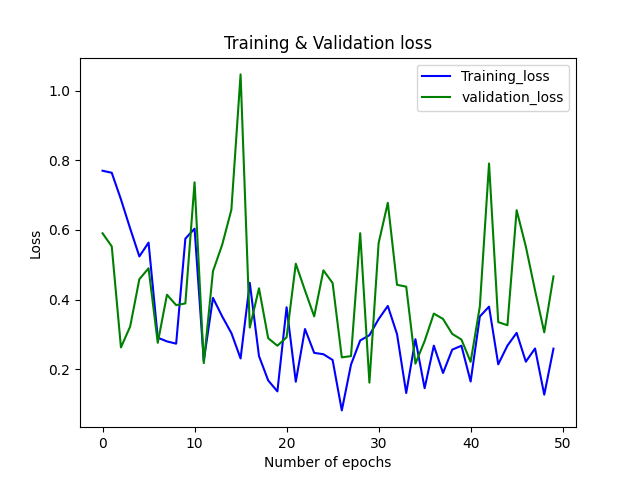 Training & Validation loss
Training_loss
validation_loss
1.0
0.8
0.6
0.4
0.2
Loss
0 10 20 30 40 50
Number of epochs